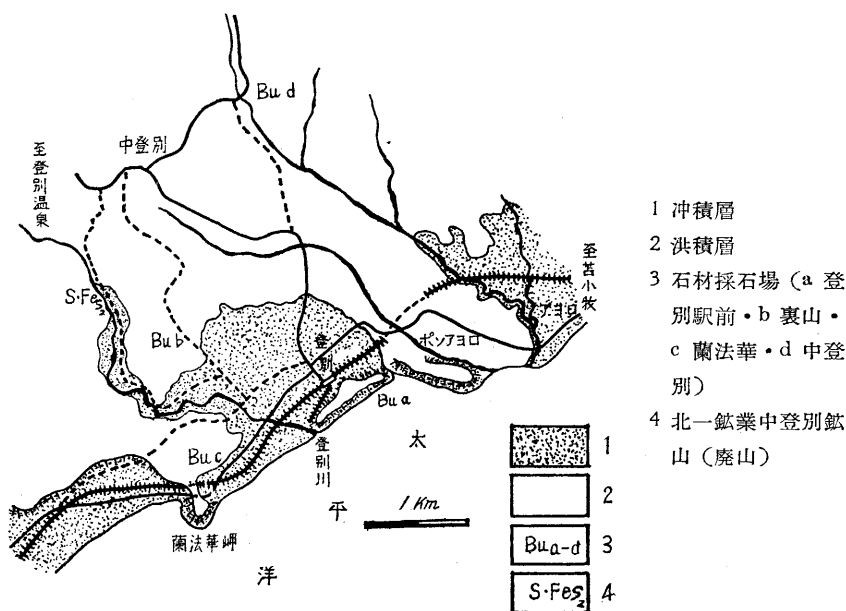 Bu d
中登別
至登別温泉
S・FeS2
Bu b
登別
ポンアヨロ
アヨロ
至苫小牧
Bu a
Bu c
登別川
蘭法華岬
太
平
洋
1 Km
1
2
Bu a-d 3
S・FeS2 4
1 冲積層
2 洪積層
3 石材採石場（a 登
別駅前・b 裏山・
c 蘭法華・d 中登
別）
4 北一鉱業中登別鉱
山（廃山）